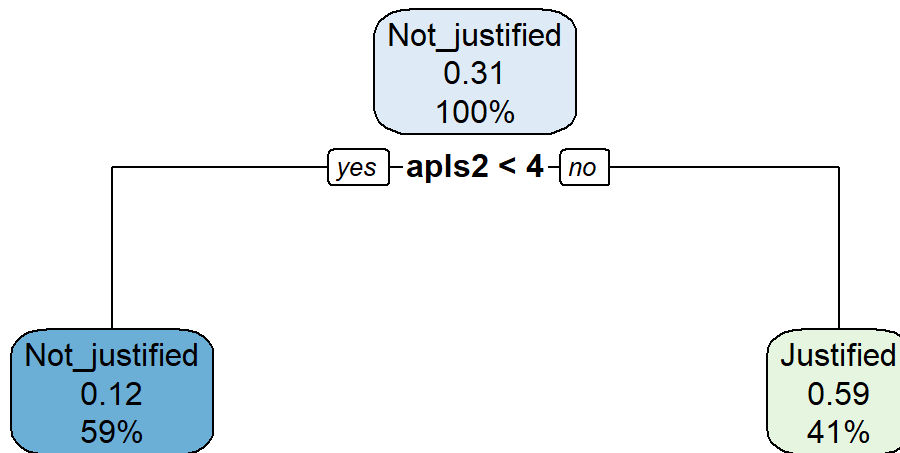 Not_justified
0.31
100%
yes apls2 < 4 no
Not_justified
0.12
59%
Justified
0.59
41%